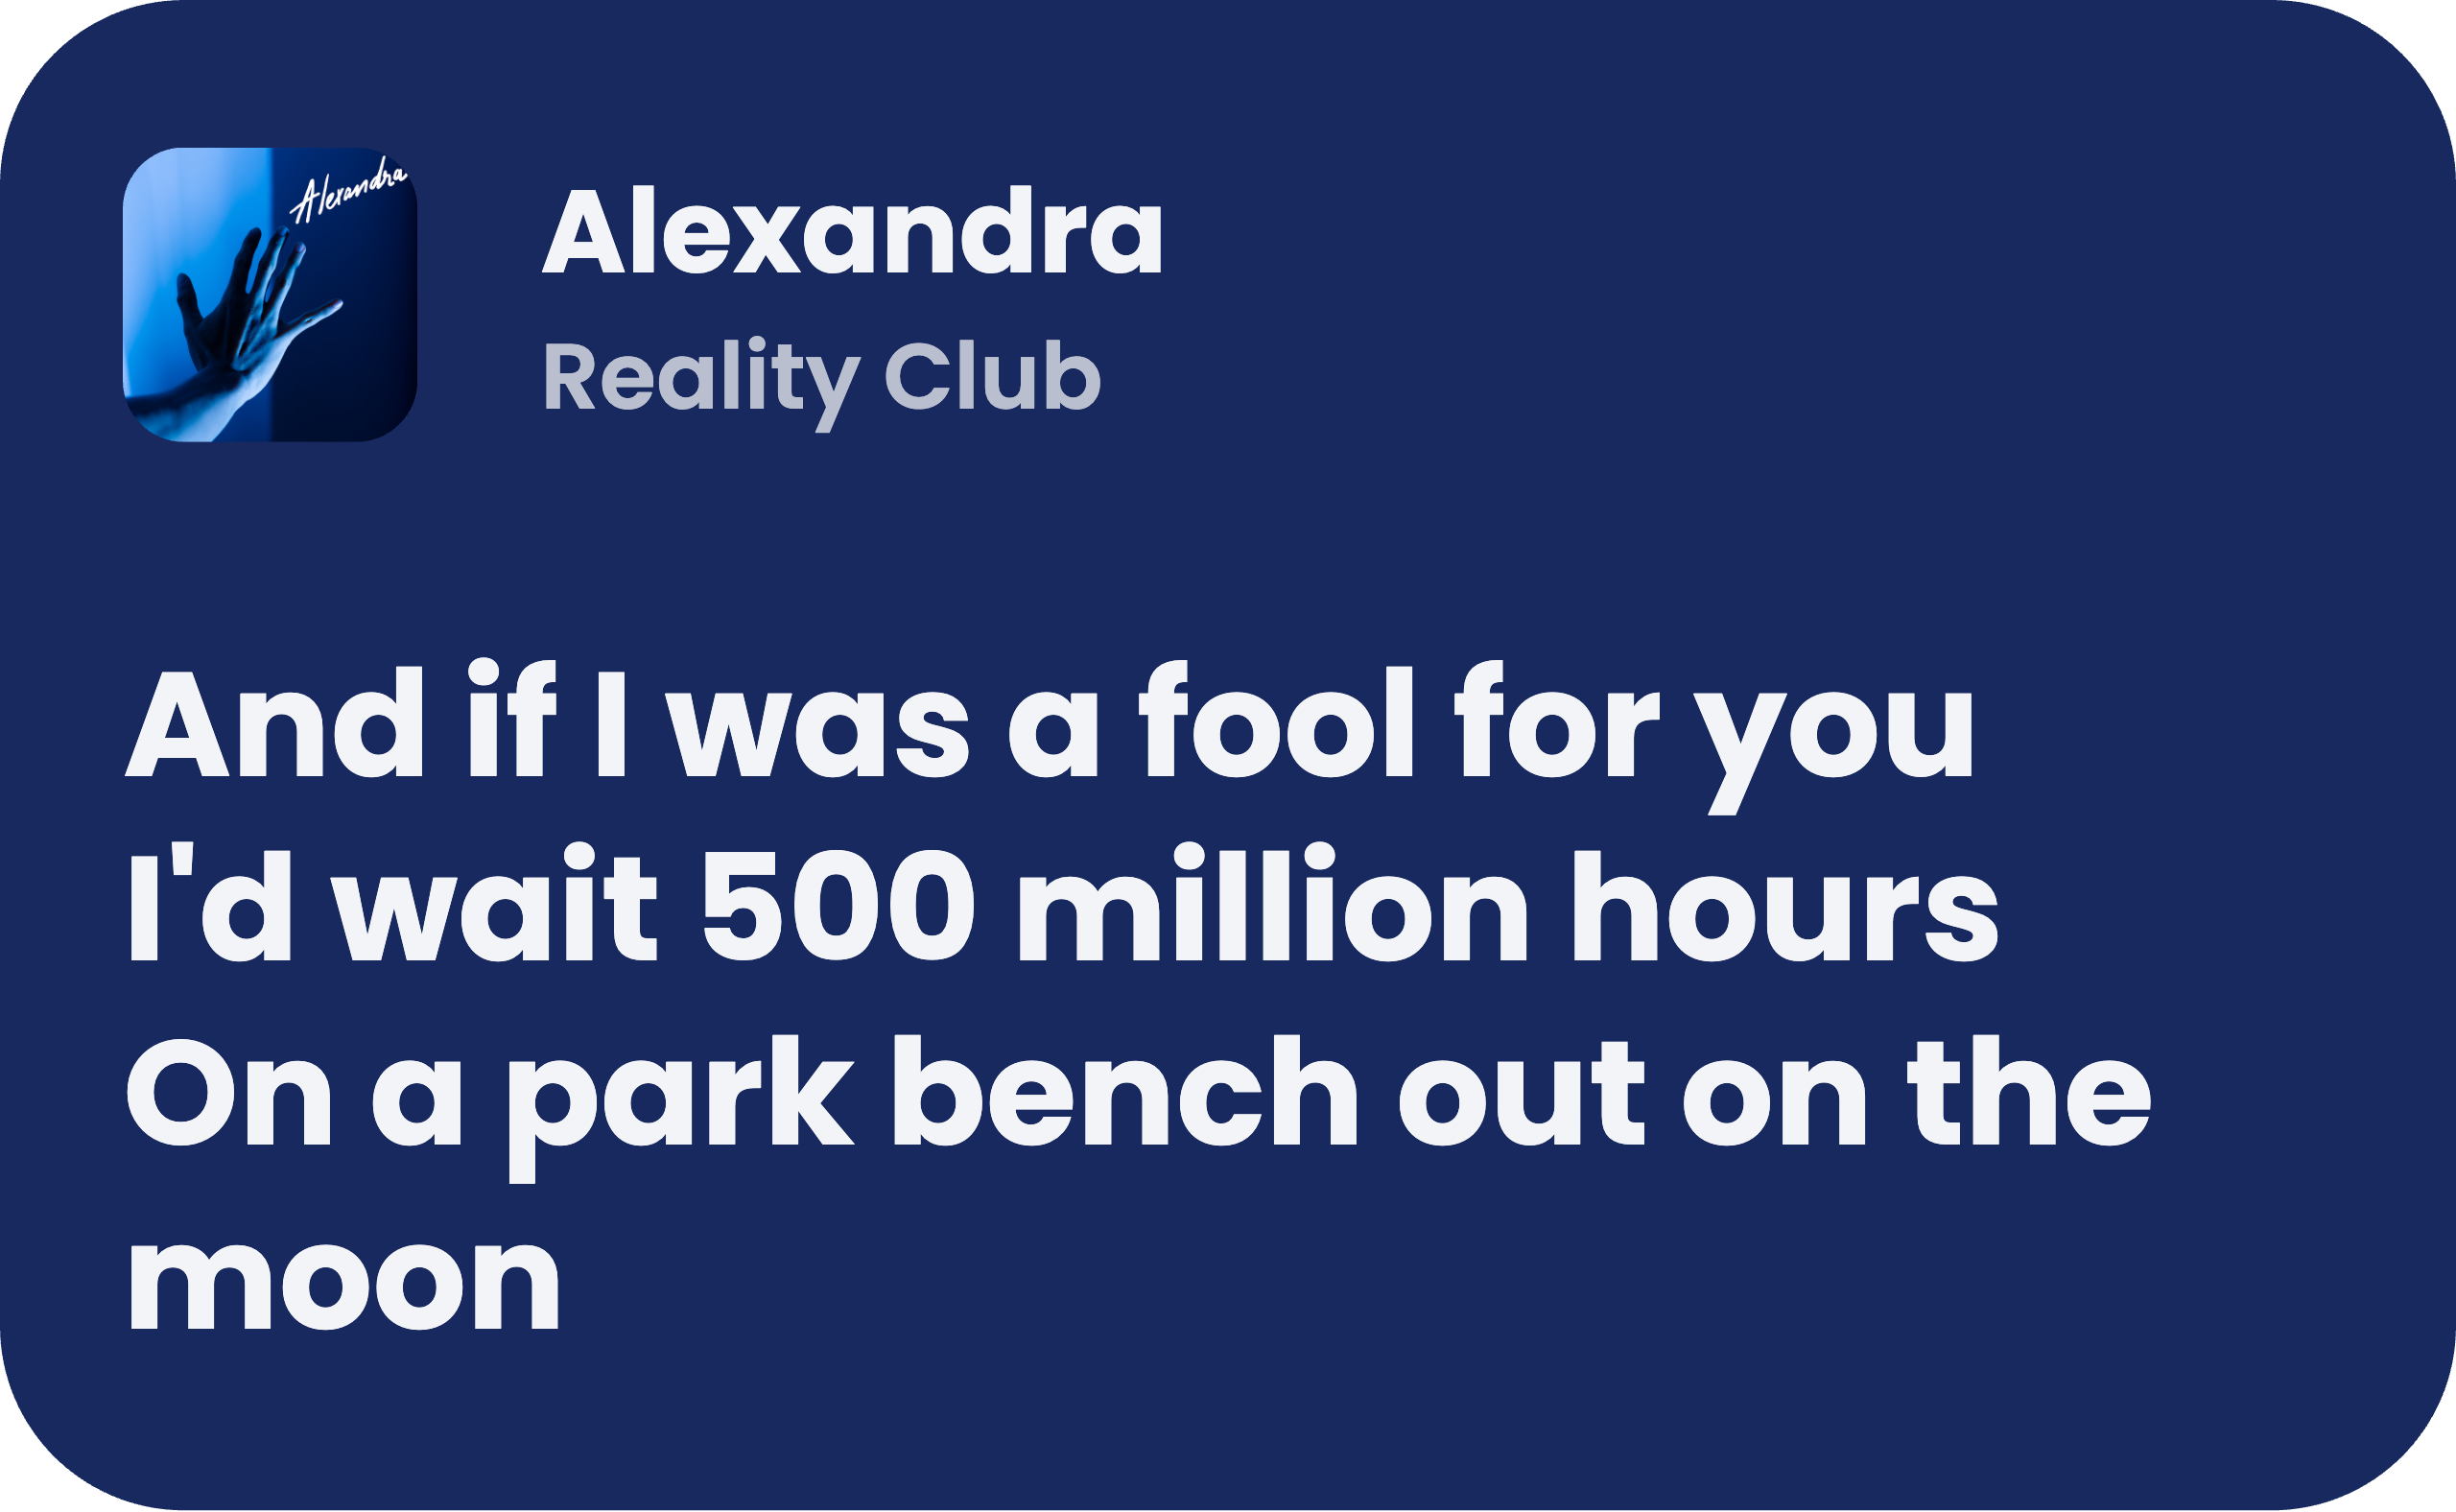 Alexandra
Alexandra
Reality Club
And if I was a fool for you
I'd wait 500 million hours
On a park bench out on the
moon